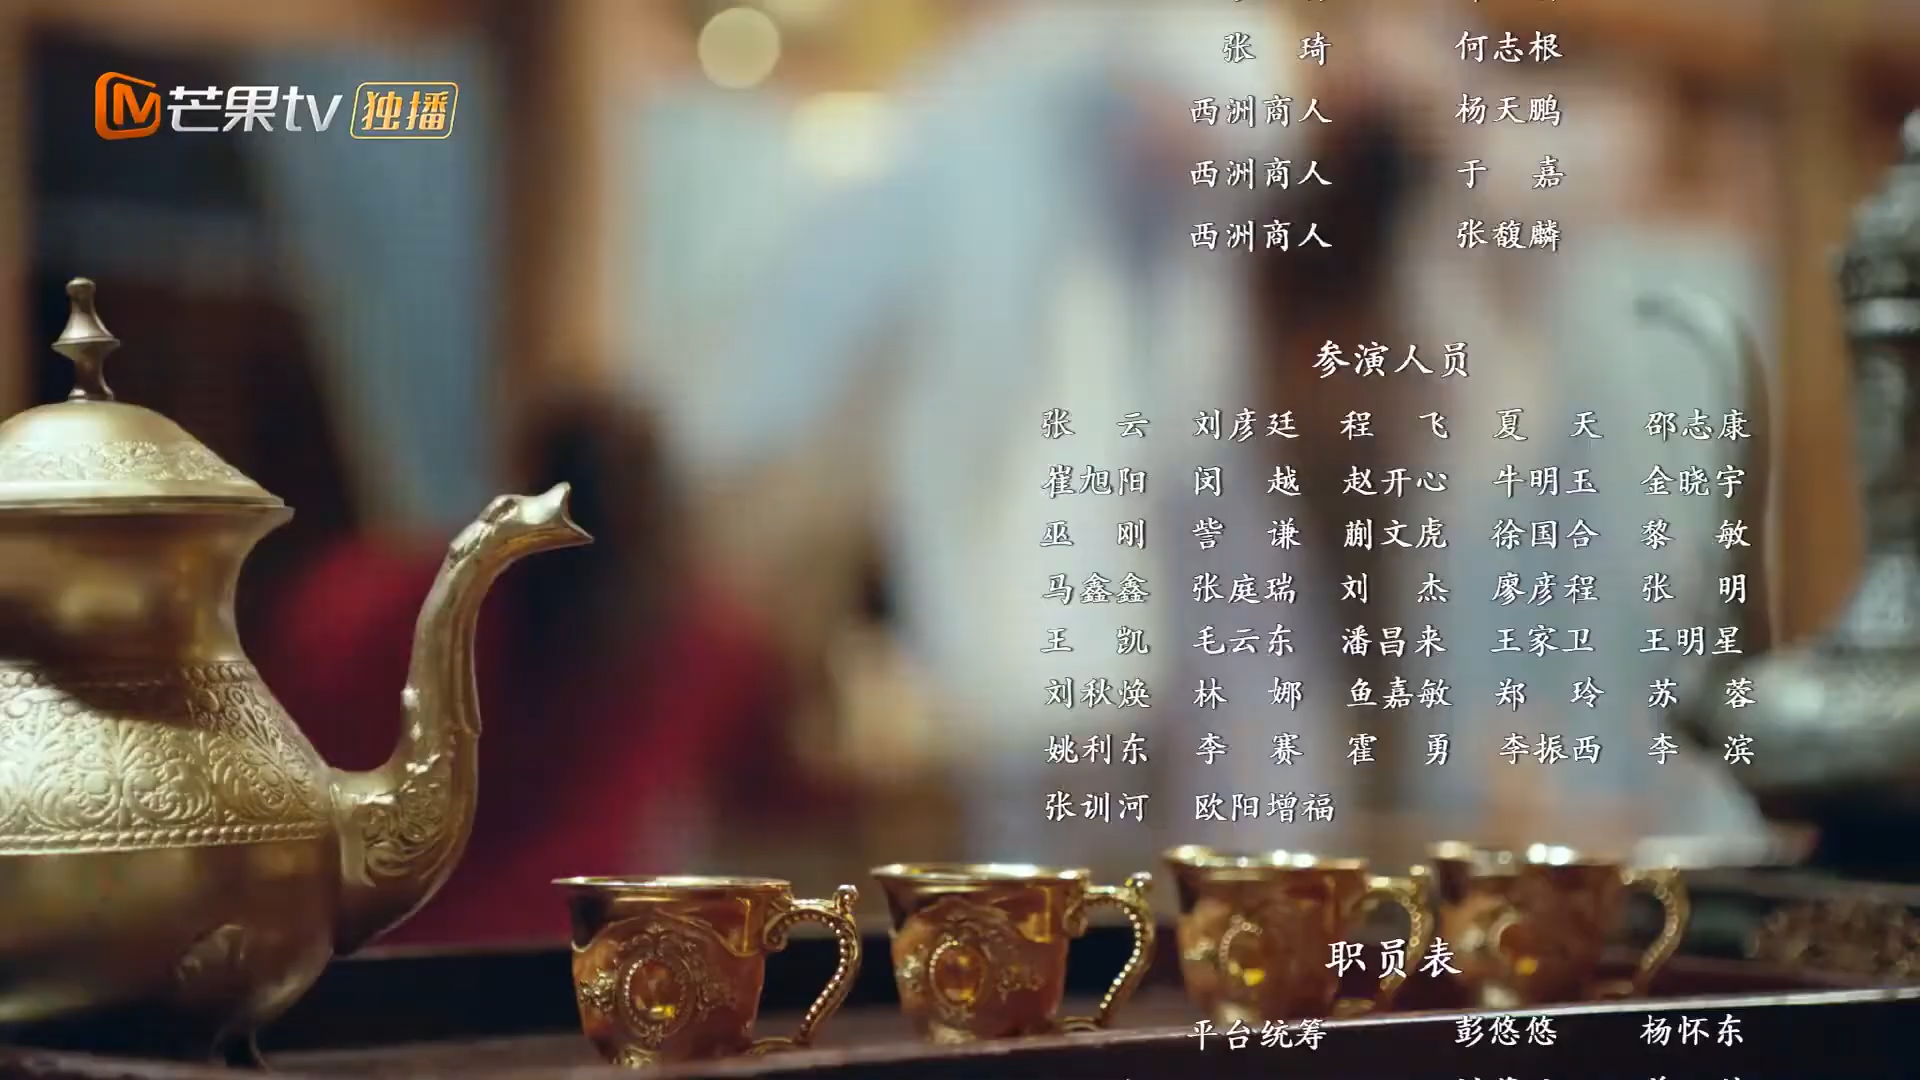 芒果tv 独播
张琦 何志根
西洲商人 杨天鹏
西洲商人 于嘉
西洲商人 张馥麟
参演人员
张云 刘彦廷 程飞 夏天 邵志康
崔旭阳 闵越 赵开心 牛明玉 金晓宇
巫刚 訾谦 蒯文虎 徐国合 黎敏
马鑫鑫 张庭瑞 刘杰 廖彦程 张明
王凯 毛云东 潘昌来 王家卫 王明星
刘秋焕 林娜 鱼嘉敏 郑玲 苏蓉
姚利东 李赛 霍勇 李振西 李滨
张训河 欧阳增福
职员表
平台统筹 彭悠悠 杨怀东